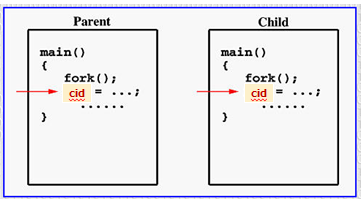 Parent
main()
{
fork();
cid = ...;
......
}
Child
main()
{
fork();
cid = ...;
......
}